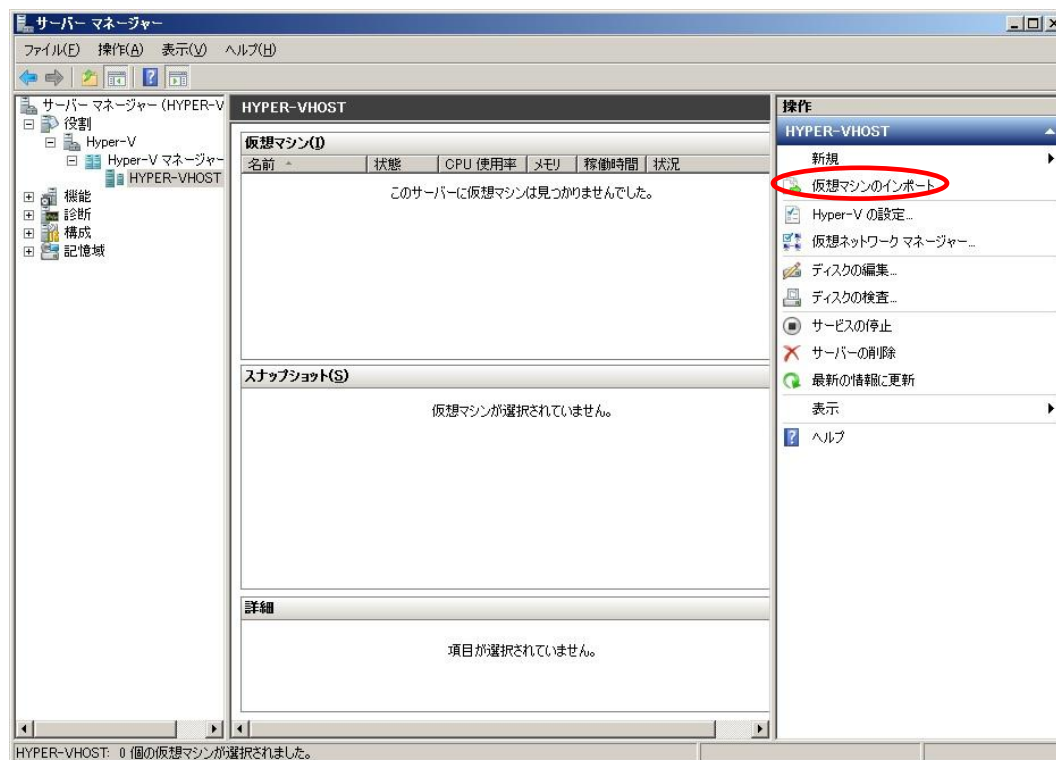 サーバー マネージャー
ファイル(F) 操作(A) 表示(V) ヘルプ(H)
サーバー マネージャー (HYPER-V
役割
Hyper-V
Hyper-V マネージャー
HYPER-VHOST
機能
診断
構成
記憶域
HYPER-VHOST
仮想マシン(I)
名前 状態 CPU 使用率 メモリ 稼働時間 状況
このサーバーに仮想マシンは見つかりませんでした。
スナップショット(S)
仮想マシンが選択されていません。
詳細
項目が選択されていません。
操作
HYPER-VHOST
新規
仮想マシンのインポート
Hyper-V の設定...
仮想ネットワーク マネージャー...
ディスクの編集...
ディスクの検査...
サービスの停止
サーバーの削除
最新の情報に更新
表示
ヘルプ
HYPER-VHOST: 0 個の仮想マシンが選択されました。